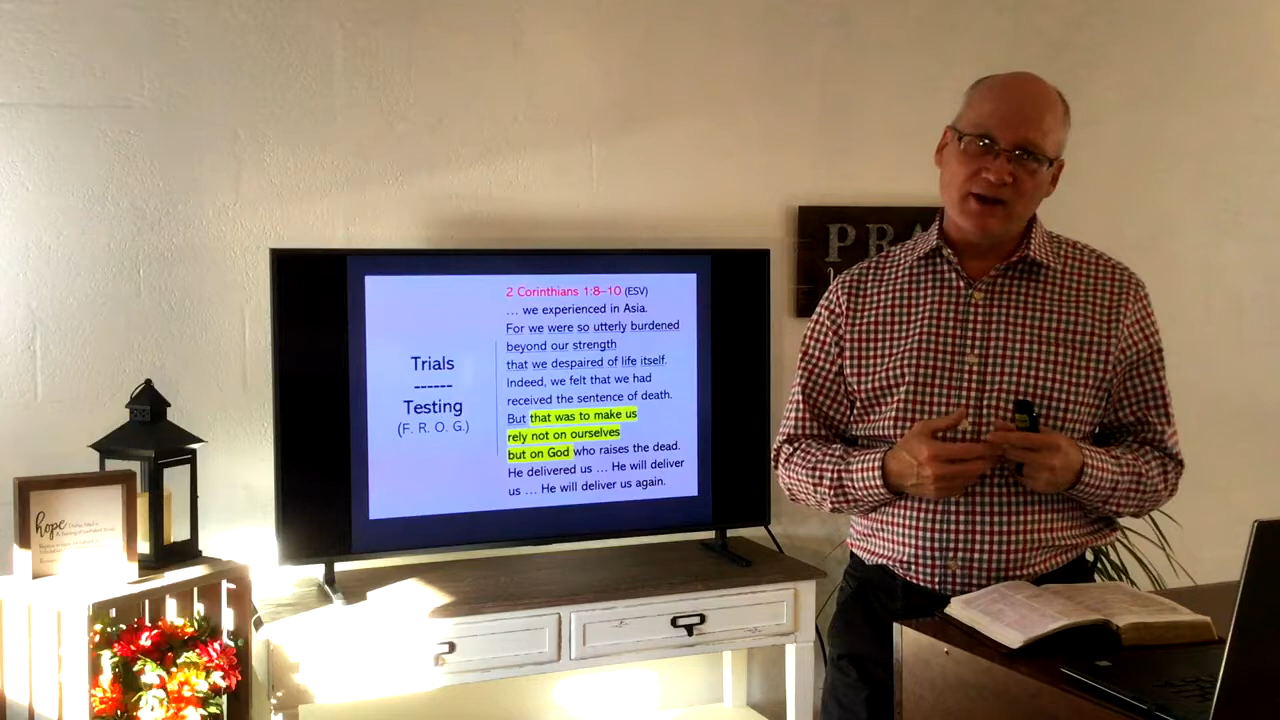 PRA
2 Corinthians 1:8–10 (ESV)
... we experienced in Asia.
For we were so utterly burdened
beyond our strength
that we despaired of life itself.
Indeed, we felt that we had
received the sentence of death.
But that was to make us
rely not on ourselves
but on God who raises the dead.
He delivered us ... He will deliver
us ... He will deliver us again.
Trials
------
Testing
(F. R. O. G.)
hope